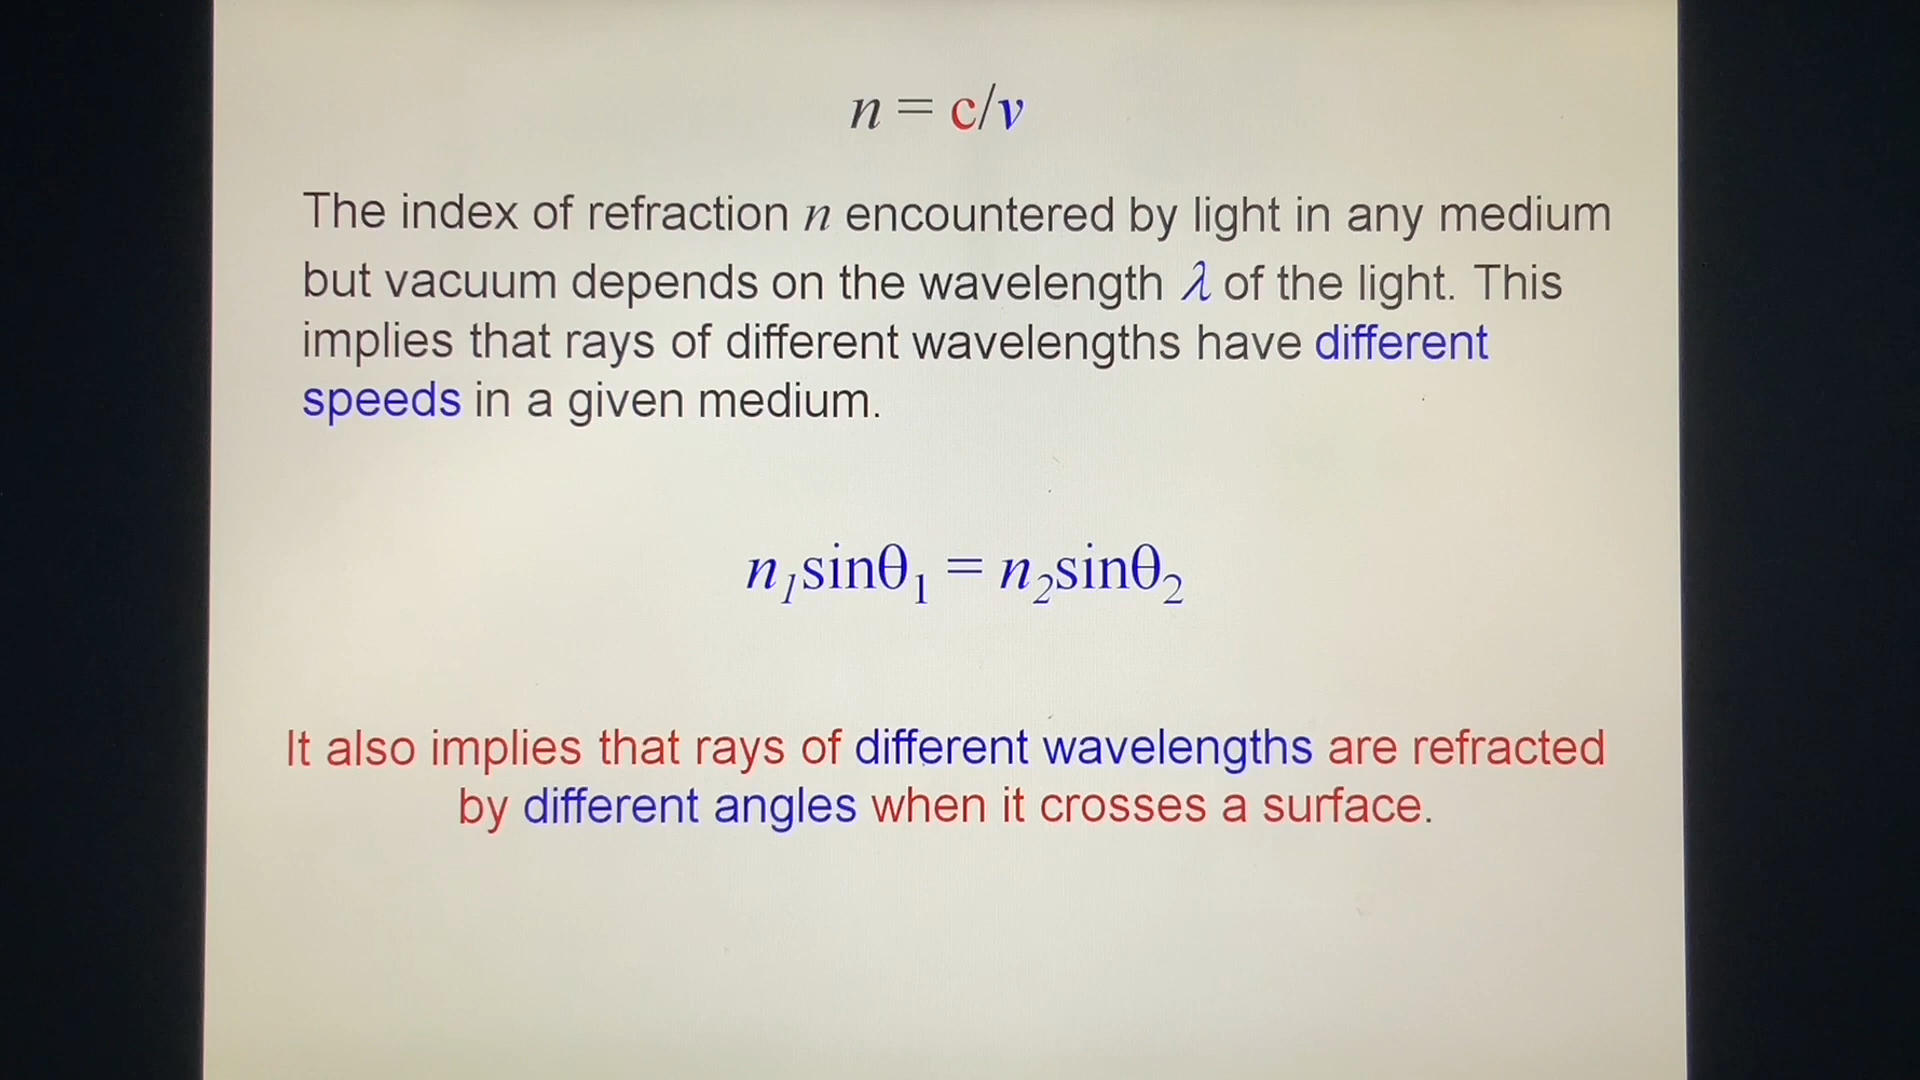 n = c/v
The index of refraction n encountered by light in any medium
but vacuum depends on the wavelength λ of the light. This
implies that rays of different wavelengths have different
speeds in a given medium.
n₁sinθ₁ = n₂sinθ₂
It also implies that rays of different wavelengths are refracted
by different angles when it crosses a surface.